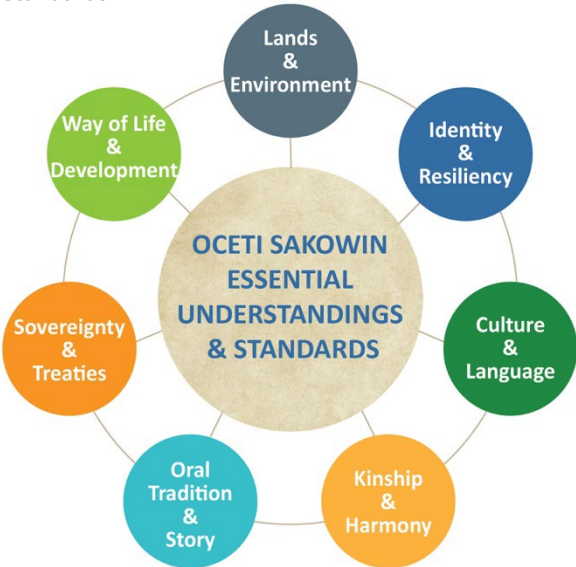 Lands
&
Environment
Identity
&
Resiliency
Culture
&
Language
Kinship
&
Harmony
Oral
Tradition
&
Story
Sovereignty
&
Treaties
Way of Life
&
Development
OCETI SAKOWIN
ESSENTIAL
UNDERSTANDINGS
& STANDARDS